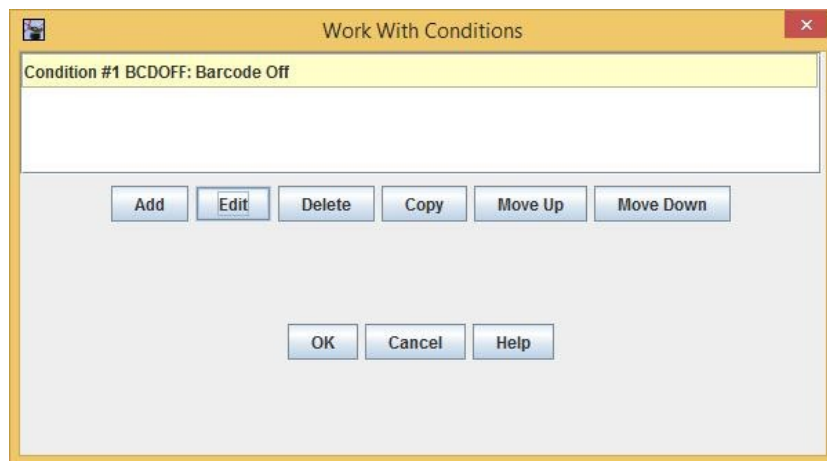 Work With Conditions
Condition #1 BCDOFF: Barcode Off
Add Edit Delete Copy Move Up Move Down
OK Cancel Help